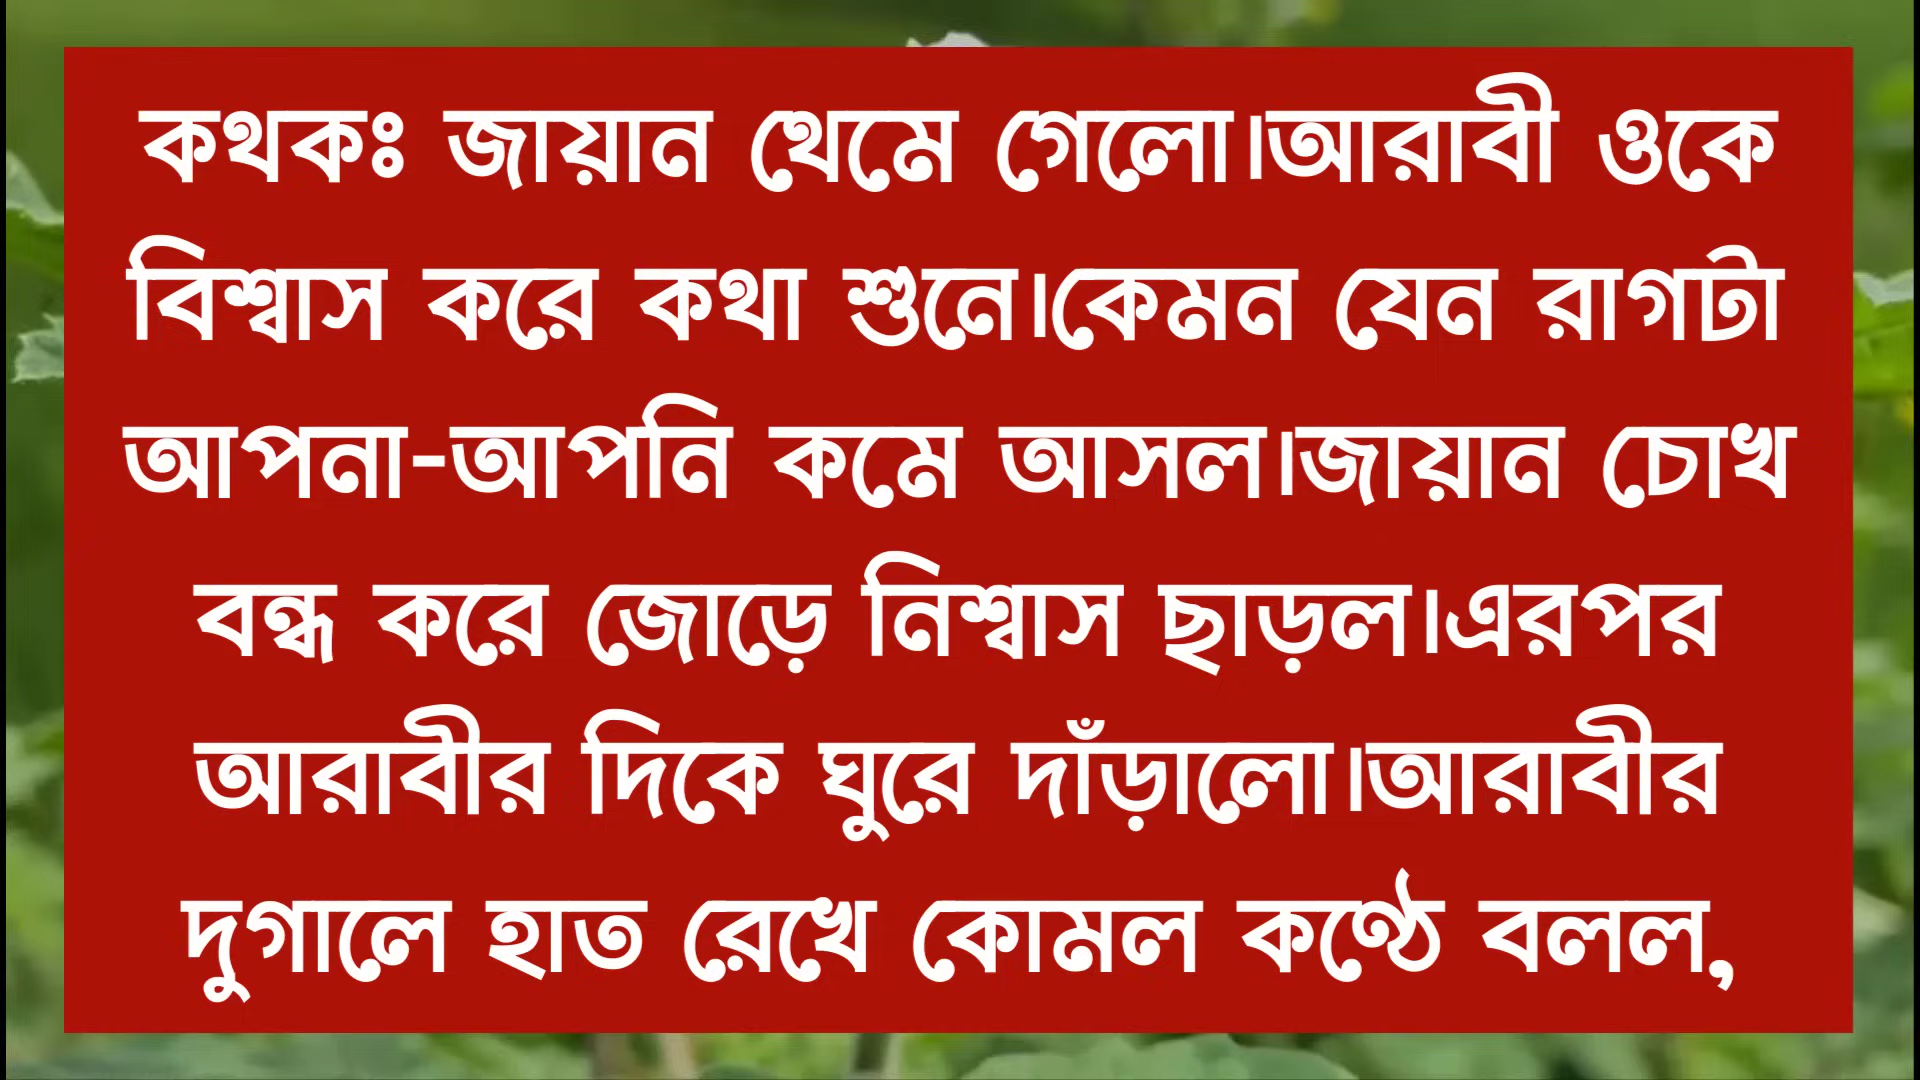 কথকঃ জায়ান থেমে গেলো।আরাবী ওকে
বিশ্বাস করে কথা শুনে।কেমন যেন রাগটা
আপনা-আপনি কমে আসল।জায়ান চোখ
বন্ধ করে জোড়ে নিশ্বাস ছাড়ল।এরপর
আরাবীর দিকে ঘুরে দাঁড়ালো।আরাবীর
দুগালে হাত রেখে কোমল কণ্ঠে বলল,